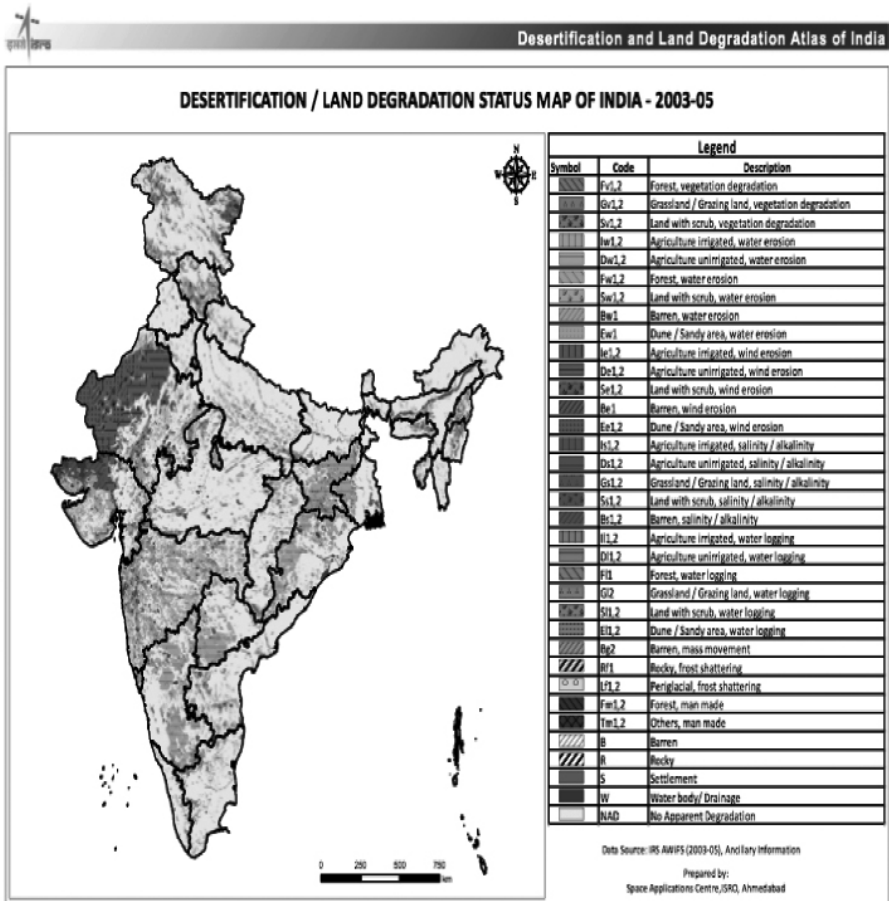 इसरो isro
Desertification and Land Degradation Atlas of India
DESERTIFICATION / LAND DEGRADATION STATUS MAP OF INDIA - 2003-05
N
W E
S
Legend
Symbol Code Description
Fv1,2 Forest, vegetation degradation
Gv1,2 Grassland / Grazing land, vegetation degradation
Sv1,2 Land with scrub, vegetation degradation
Iw1,2 Agriculture irrigated, water erosion
Dw1,2 Agriculture unirrigated, water erosion
Fw1,2 Forest, water erosion
Sw1,2 Land with scrub, water erosion
Bw1 Barren, water erosion
Ew1 Dune / Sandy area, water erosion
Ie1,2 Agriculture irrigated, wind erosion
De1,2 Agriculture unirrigated, wind erosion
Se1,2 Land with scrub, wind erosion
Be1 Barren, wind erosion
Ee1,2 Dune / Sandy area, wind erosion
Is1,2 Agriculture irrigated, salinity / alkalinity
Ds1,2 Agriculture unirrigated, salinity / alkalinity
Gs1,2 Grassland / Grazing land, salinity / alkalinity
Ss1,2 Land with scrub, salinity / alkalinity
Bs1,2 Barren, salinity / alkalinity
Il1,2 Agriculture irrigated, water logging
Dl1,2 Agriculture unirrigated, water logging
Fl1 Forest, water logging
Gl2 Grassland / Grazing land, water logging
Sl1,2 Land with scrub, water logging
El1,2 Dune / Sandy area, water logging
Bg2 Barren, mass movement
Rf1 Rocky, frost shattering
Lf1,2 Periglacial, frost shattering
Fm1,2 Forest, man made
Tm1,2 Others, man made
B Barren
R Rocky
S Settlement
W Water body/ Drainage
NAD No Apparent Degradation
0 250 500 750
km
Data Source: IRS AWiFS (2003-05), Ancillary Information
Prepared by:
Space Applications Centre,ISRO, Ahmedabad